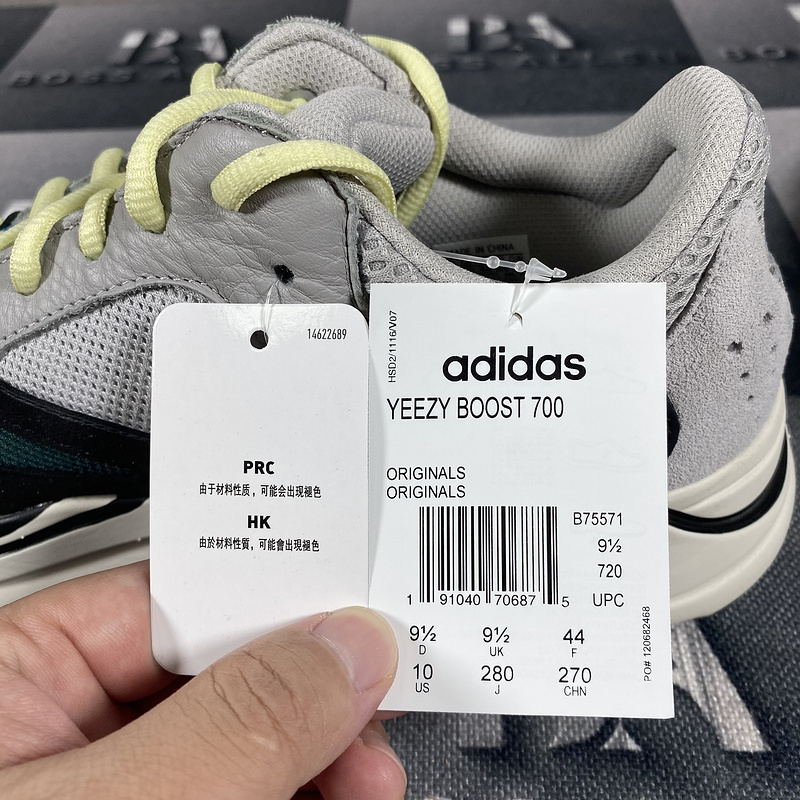 BA
BA
BOSS
MADE IN CHINA
14622689
PRC
由于材料性质，可能会出现褪色
HK
由於材料性質，可能會出現褪色
HSD2/1116/V07
adidas
YEEZY BOOST 700
ORIGINALS
ORIGINALS
B75571
9½
720
1 91040 70687 5 UPC
9½ 9½ 44
D UK F
10 280 270
US J CHN
PO# 120682468